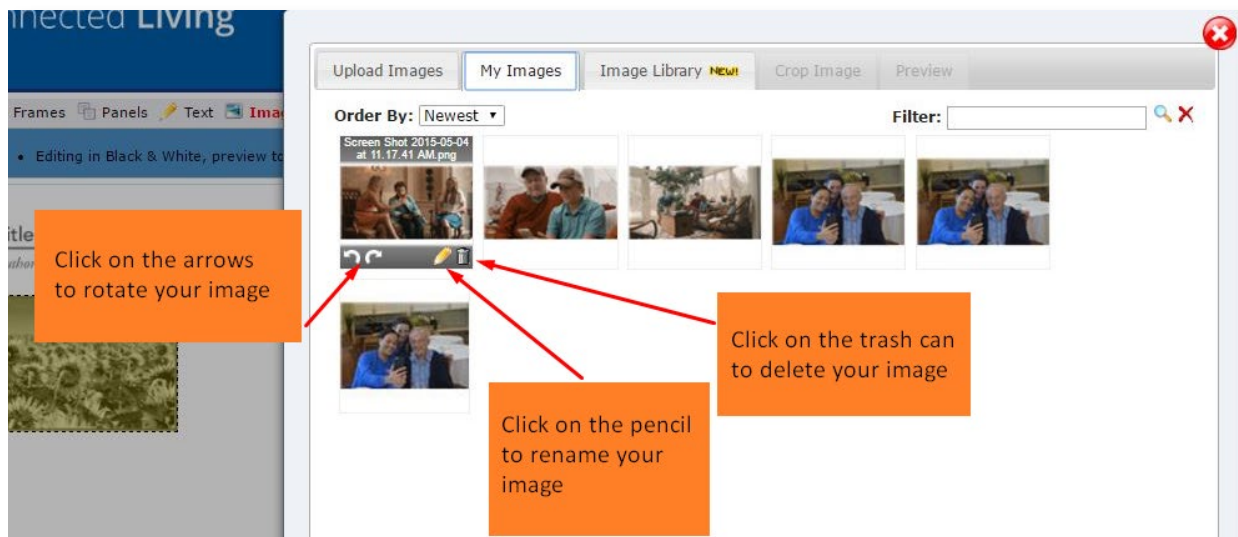 nnected Living
Upload Images My Images Image Library NEW! Crop Image Preview
Frames Panels Text Imag
Order By: Newest Filter:
• Editing in Black & White, preview to
Screen Shot 2015-05-04
at 11.17.41 AM.png
itle
uthor
Click on the arrows
to rotate your image
Click on the trash can
to delete your image
Click on the pencil
to rename your
image